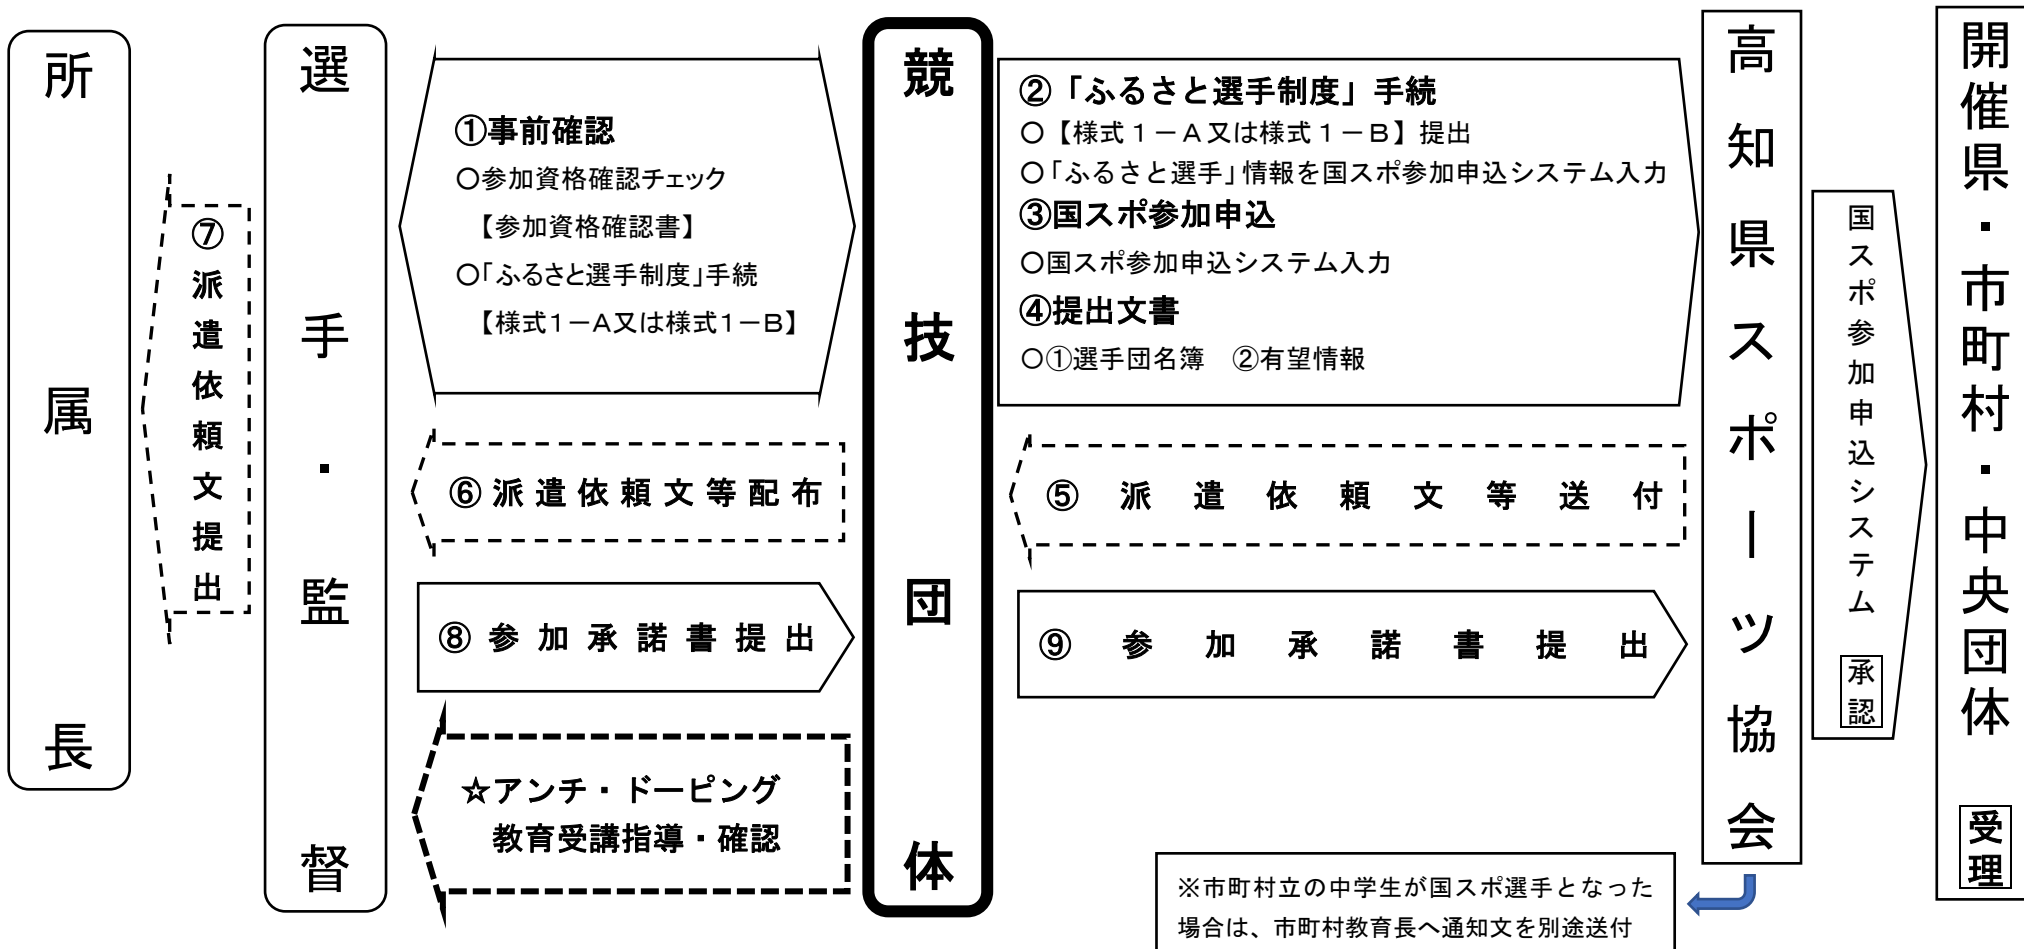 所属長
⑦派遣依頼文提出
選手・監督
①事前確認
○参加資格確認チェック
【参加資格確認書】
○「ふるさと選手制度」手続
【様式1-A又は様式1-B】
⑥派遣依頼文等配布
⑧参加承諾書提出
☆アンチ・ドーピング
教育受講指導・確認
競技団体
②「ふるさと選手制度」手続
○【様式1-A又は様式1-B】提出
○「ふるさと選手」情報を国スポ参加申込システム入力
③国スポ参加申込
○国スポ参加申込システム入力
④提出文書
○①選手団名簿　②有望情報
⑤派遣依頼文等送付
⑨参加承諾書提出
※市町村立の中学生が国スポ選手となった
場合は、市町村教育長へ通知文を別途送付
高知県スポーツ協会
国スポ参加申込システム　承認
開催県・市町村・中央団体　受理